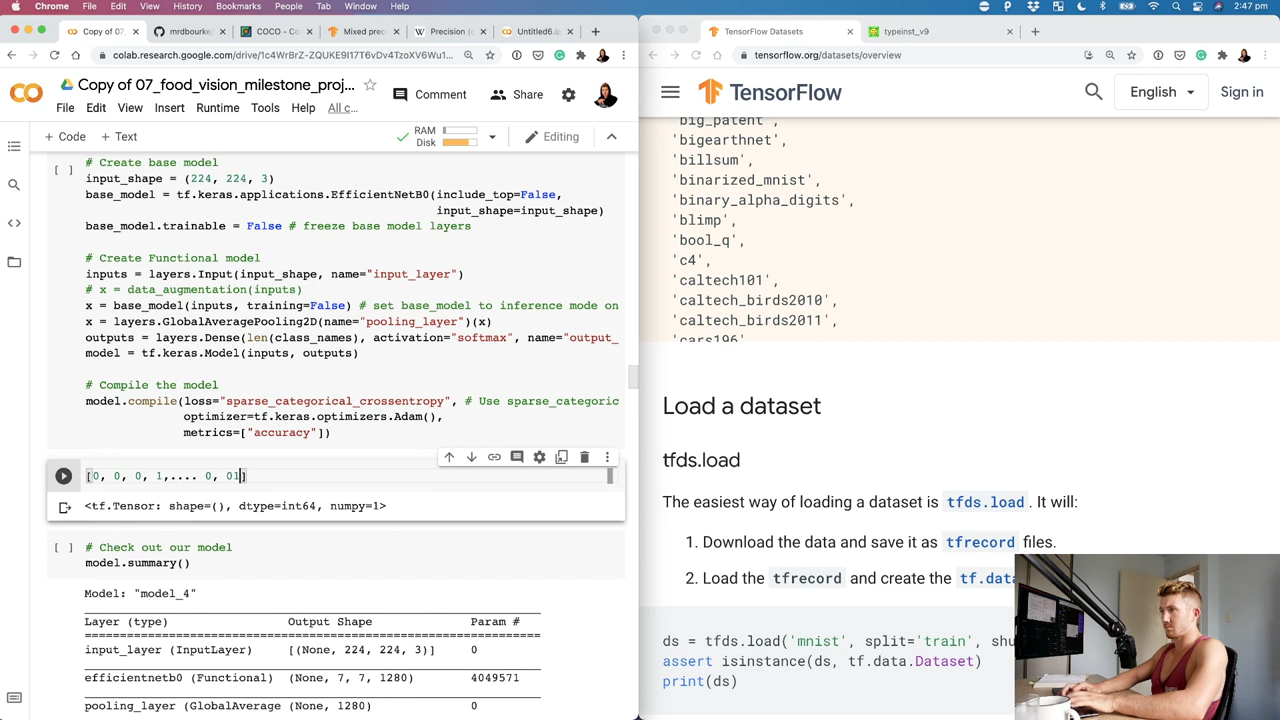 Chrome File Edit View History Bookmarks People Tab Window Help
2:47 pm
Copy of 07_
mrdbourke
COCO - Co
Mixed prec
Precision (c
Untitled6.ip
colab.research.google.com/drive/1c4WrBrZ-ZQUKE9I17T6vDv4TzoXV6Wu1...
Copy of 07_food_vision_milestone_proj...
Comment
Share
File Edit View Insert Runtime Tools Help All c...
+ Code + Text
RAM
Disk
Editing
# Create base model
[ ]
input_shape = (224, 224, 3)
base_model = tf.keras.applications.EfficientNetB0(include_top=False,
input_shape=input_shape)
base_model.trainable = False # freeze base model layers
# Create Functional model
inputs = layers.Input(input_shape, name="input_layer")
# x = data_augmentation(inputs)
x = base_model(inputs, training=False) # set base_model to inference mode on
x = layers.GlobalAveragePooling2D(name="pooling_layer")(x)
outputs = layers.Dense(len(class_names), activation="softmax", name="output_
model = tf.keras.Model(inputs, outputs)
# Compile the model
model.compile(loss="sparse_categorical_crossentropy", # Use sparse_categoric
optimizer=tf.keras.optimizers.Adam(),
metrics=["accuracy"])
[0, 0, 0, 1,.... 0, 01]
<tf.Tensor: shape=(), dtype=int64, numpy=1>
[ ] # Check out our model
model.summary()
Model: "model_4"
Layer (type) Output Shape Param #
=================================================================
input_layer (InputLayer) [(None, 224, 224, 3)] 0
efficientnetb0 (Functional) (None, 7, 7, 1280) 4049571
pooling_layer (GlobalAverage (None, 1280) 0
TensorFlow Datasets
typeinst_v9
tensorflow.org/datasets/overview
TensorFlow
English
Sign in
'big_patent',
'bigearthnet',
'billsum',
'binarized_mnist',
'binary_alpha_digits',
'blimp',
'bool_q',
'c4',
'caltech101',
'caltech_birds2010',
'caltech_birds2011',
'cars196',
Load a dataset
tfds.load
The easiest way of loading a dataset is tfds.load. It will:
1. Download the data and save it as tfrecord files.
2. Load the tfrecord and create the tf.data
ds = tfds.load('mnist', split='train', shu
assert isinstance(ds, tf.data.Dataset)
print(ds)